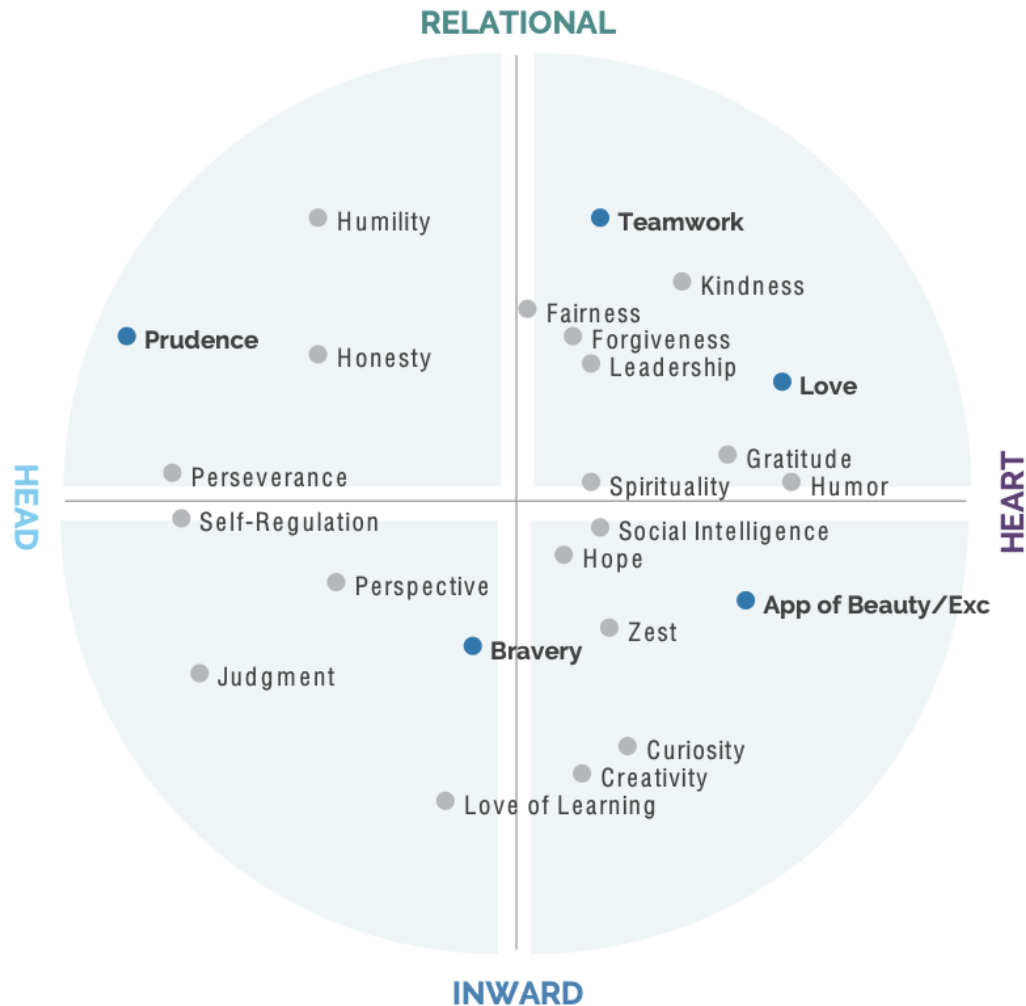 RELATIONAL
Humility
Teamwork
Kindness
Fairness
Prudence
Forgiveness
Honesty
Leadership
Love
Gratitude
HEAD
Perseverance
Spirituality
Humor
HEART
Self-Regulation
Social Intelligence
Hope
Perspective
App of Beauty/Exc
Zest
Bravery
Judgment
Curiosity
Creativity
Love of Learning
INWARD